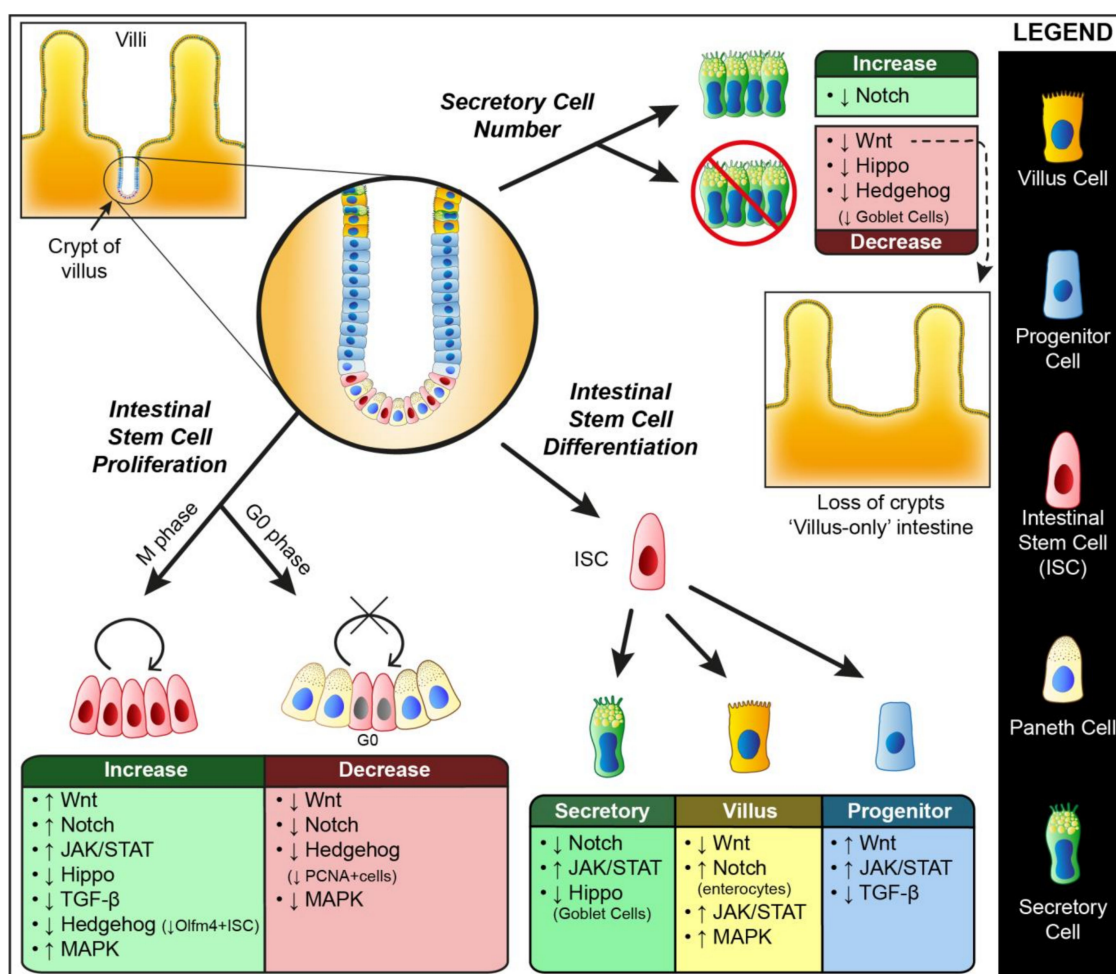 Villi
Crypt of
villus
Secretory Cell
Number
Increase
• ↓ Notch
• ↓ Wnt
• ↓ Hippo
• ↓ Hedgehog
(↓ Goblet Cells)
Decrease
Loss of crypts
‘Villus-only’ intestine
Intestinal
Stem Cell
Proliferation
M phase
G0 phase
G0
Increase
• ↑ Wnt
• ↑ Notch
• ↑ JAK/STAT
• ↓ Hippo
• ↓ TGF-β
• ↓ Hedgehog (↓Olfm4+ISC)
• ↑ MAPK
Decrease
• ↓ Wnt
• ↓ Notch
• ↓ Hedgehog
(↓ PCNA+cells)
• ↓ MAPK
Intestinal
Stem Cell
Differentiation
ISC
Secretory
• ↓ Notch
• ↑ JAK/STAT
• ↓ Hippo
(Goblet Cells)
Villus
• ↓ Wnt
• ↑ Notch
(enterocytes)
• ↑ JAK/STAT
• ↑ MAPK
Progenitor
• ↑ Wnt
• ↑ JAK/STAT
• ↓ TGF-β
LEGEND
Villus Cell
Progenitor
Cell
Intestinal
Stem Cell
(ISC)
Paneth Cell
Secretory
Cell